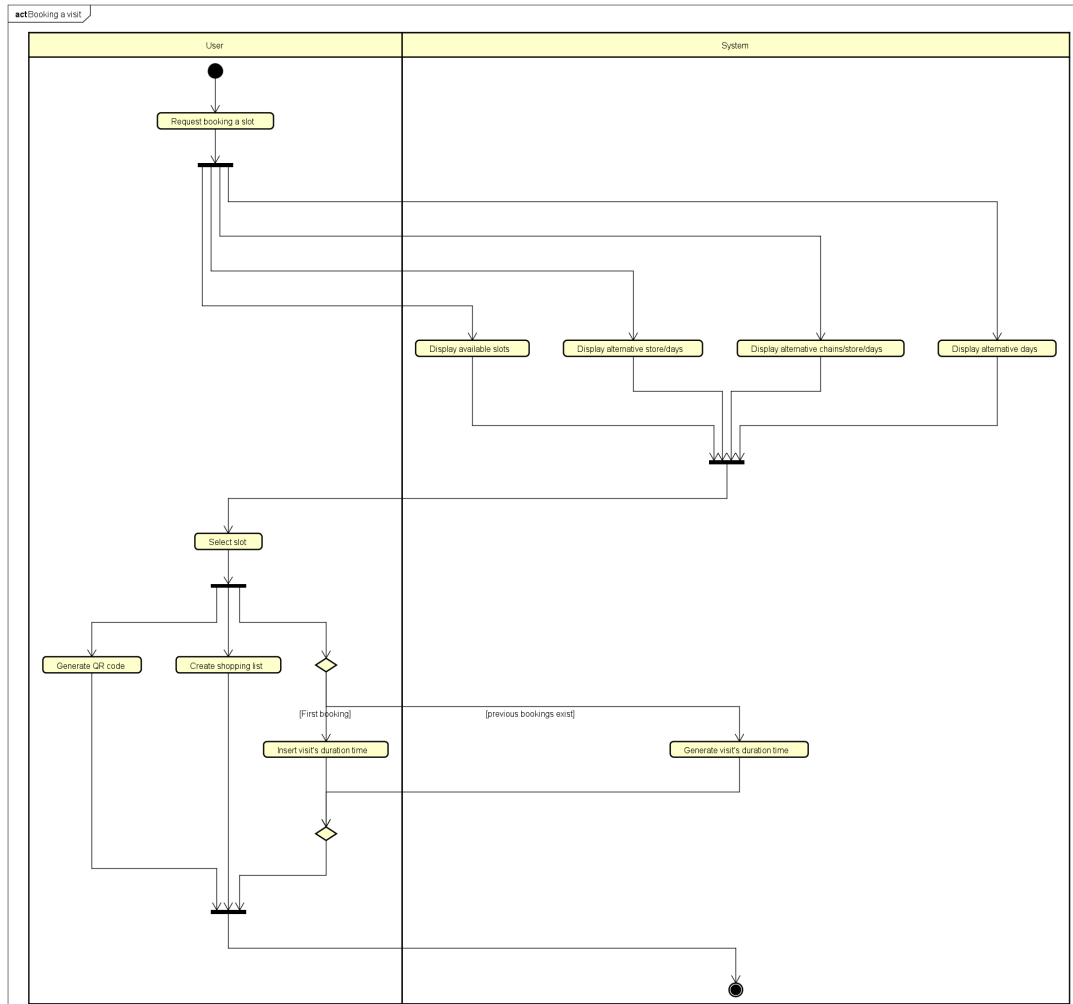 act Booking a visit
User
System
Request booking a slot
Display available slots
Display alternative store/days
Display alternative chains/store/days
Display alternative days
Select slot
Generate QR code
Create shopping list
[First booking]
[previous bookings exist]
Insert visit's duration time
Generate visit's duration time